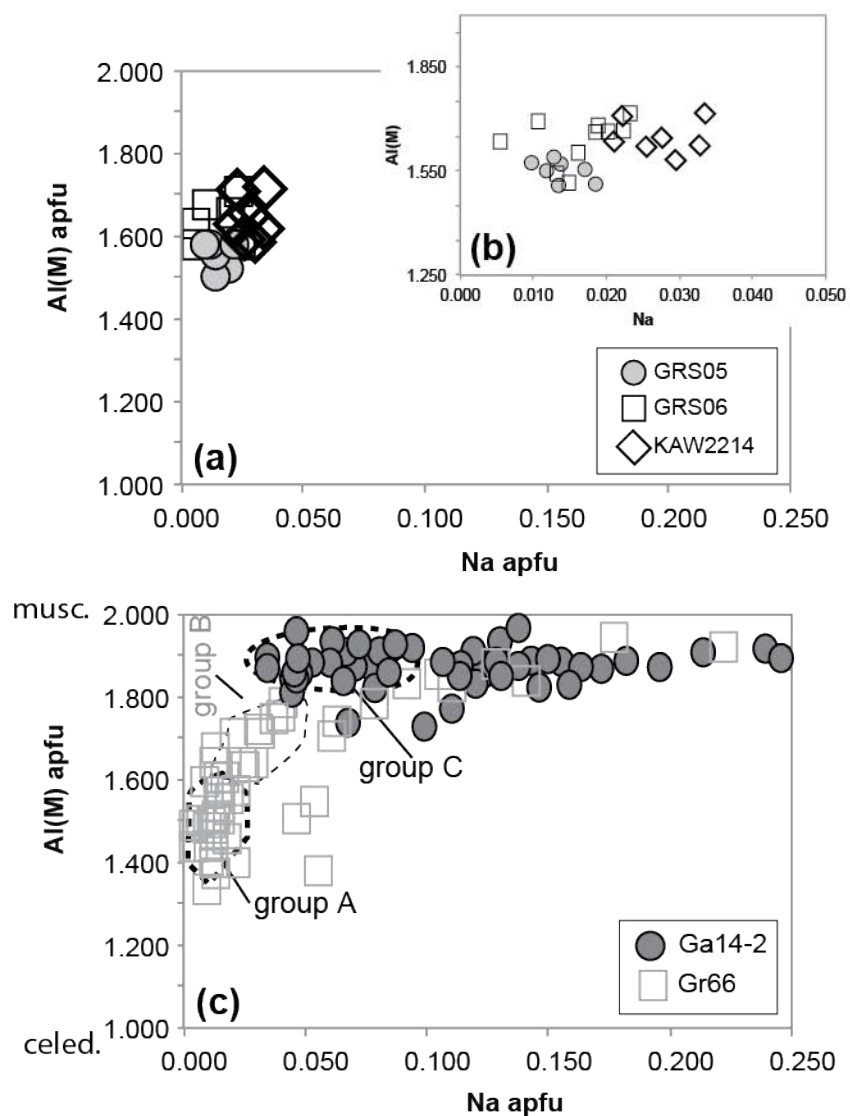 2.000
1.800
1.600
1.400
1.200
1.000
Al(M) apfu
(a)
0.000 0.050 0.100 0.150 0.200 0.250
Na apfu
1.850
1.550
1.250
Al(M)
(b)
0.000 0.010 0.020 0.030 0.040 0.050
Na
GRS05
GRS06
KAW2214
musc.
2.000
1.800
1.600
1.400
1.200
1.000
celed.
Al(M) apfu
group B
group C
group A
(c)
Ga14-2
Gr66
0.000 0.050 0.100 0.150 0.200 0.250
Na apfu